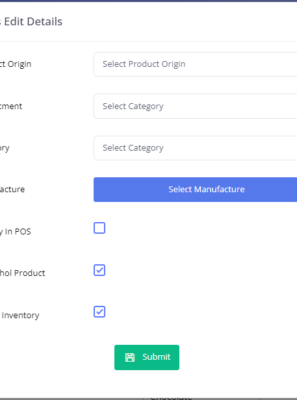 s Edit Details
ct Origin
Select Product Origin
tment
Select Category
ry
Select Category
acture
Select Manufacture
y In POS
hol Product
Inventory
Submit